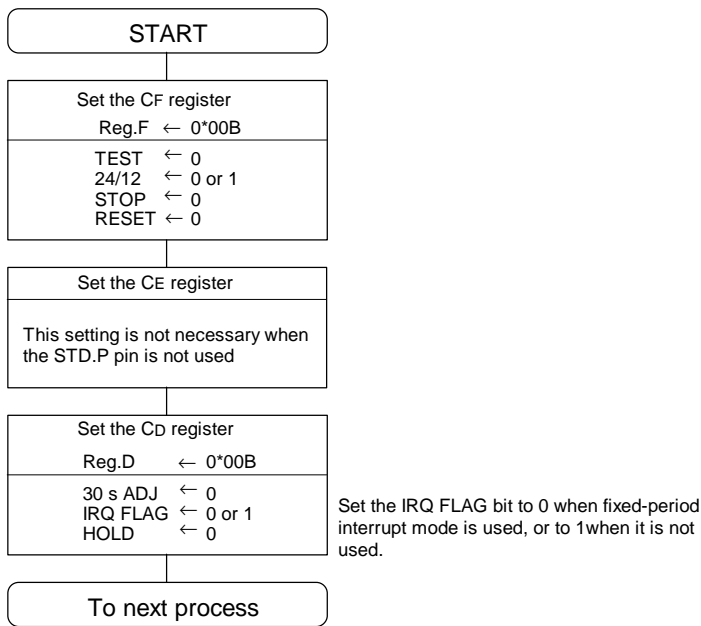 START
Set the CF register
Reg.F ← 0*00B
TEST ← 0
24/12 ← 0 or 1
STOP ← 0
RESET ← 0
Set the CE register
This setting is not necessary when
the STD.P pin is not used
Set the CD register
Reg.D ← 0*00B
30 s ADJ ← 0
IRQ FLAG ← 0 or 1
HOLD ← 0
Set the IRQ FLAG bit to 0 when fixed-period
interrupt mode is used, or to 1when it is not
used.
To next process